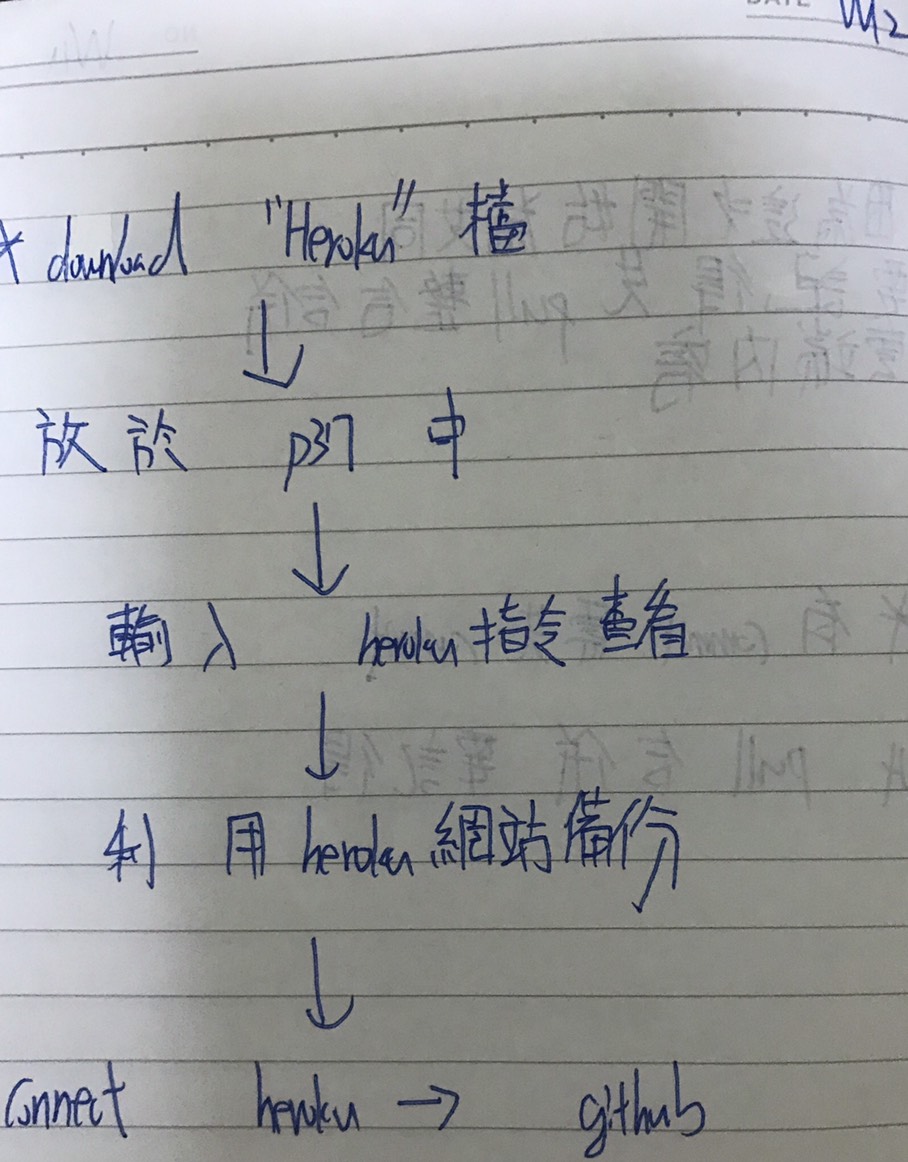 W2
* download "Heroku" 檔
↓
放於 p37 中
↓
輸入 heroku 指令查看
↓
利用 heroku 網站備份
↓
Connect heroku → github